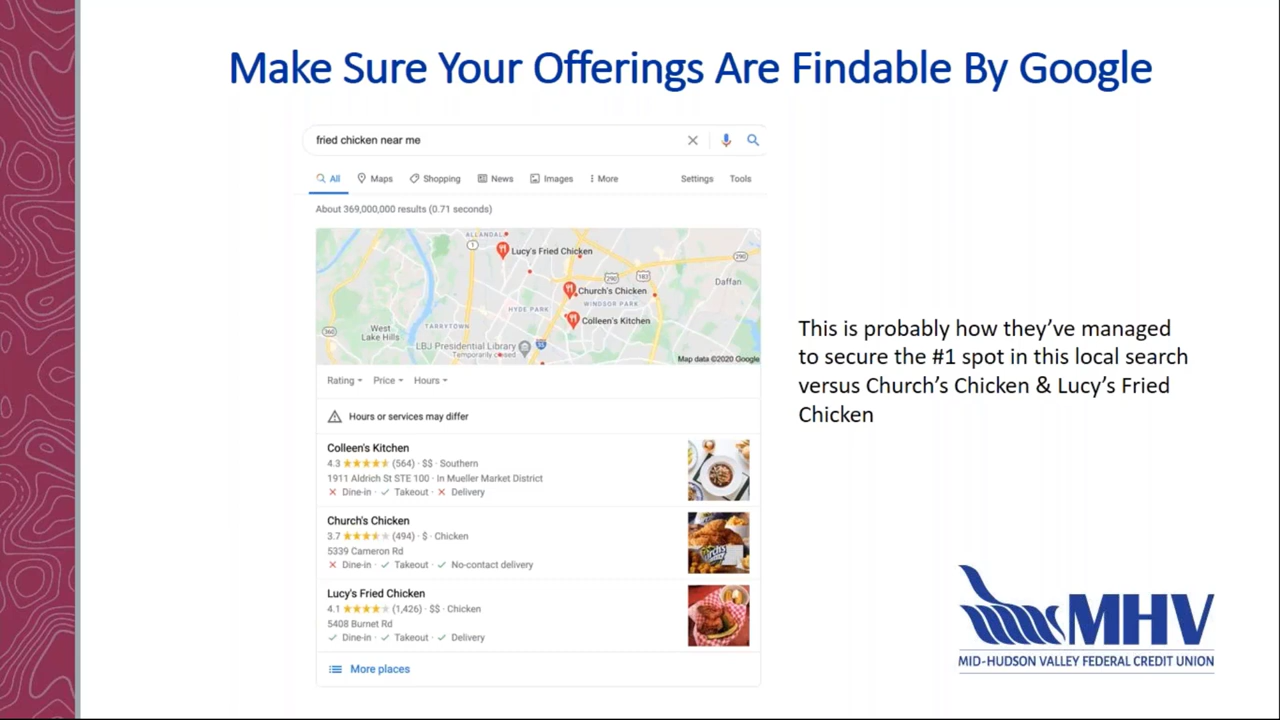 Make Sure Your Offerings Are Findable By Google
fried chicken near me
All Maps Shopping News Images More Settings Tools
About 369,000,000 results (0.71 seconds)
ALLANDAL
1
Lucy's Fried Chicken
290
290 183
Daffan
Church's Chicken
WINDSOR PARK
HYDE PARK
Colleen's Kitchen
360
West
Lake Hills
TARRYTOWN
LBJ Presidential Library
Temporarily closed
Map data ©2020 Google
Rating Price Hours
Hours or services may differ
Colleen's Kitchen
4.3 (564) · $$ · Southern
1911 Aldrich St STE 100 · In Mueller Market District
Dine-in · Takeout · Delivery
Church's Chicken
3.7 (494) · $ · Chicken
5339 Cameron Rd
Dine-in · Takeout · No-contact delivery
Lucy's Fried Chicken
4.1 (1,426) · $$ · Chicken
5408 Burnet Rd
Dine-in · Takeout · Delivery
More places
This is probably how they've managed
to secure the #1 spot in this local search
versus Church's Chicken & Lucy's Fried
Chicken
MHV
MID-HUDSON VALLEY FEDERAL CREDIT UNION